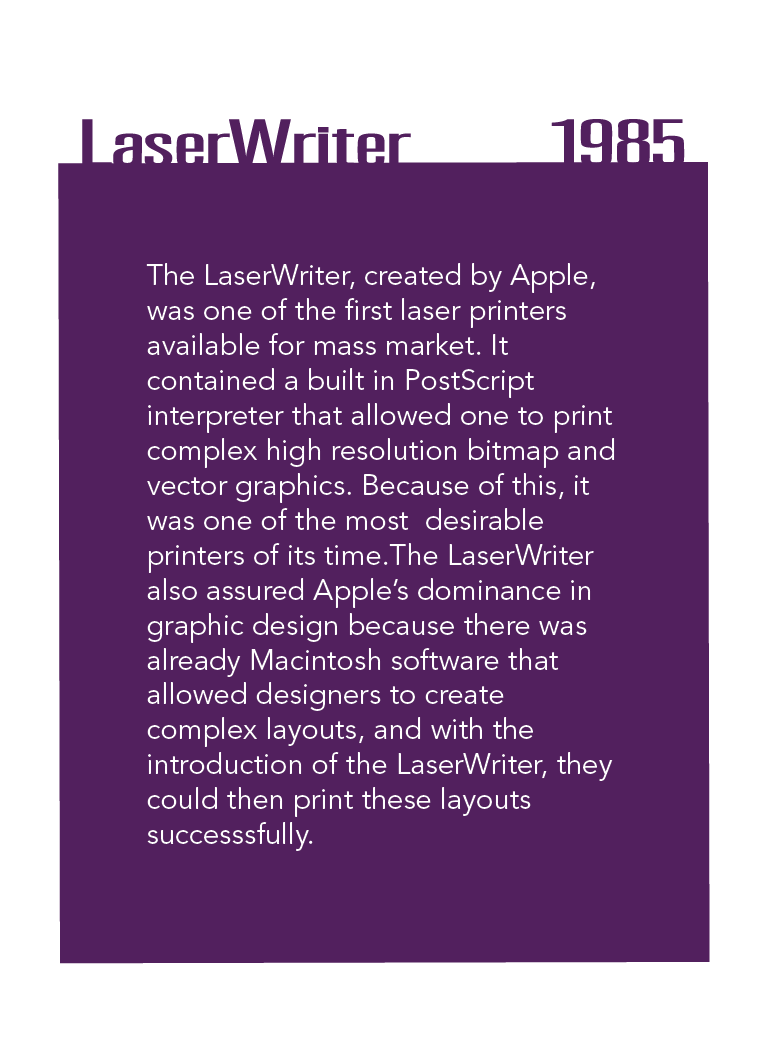 LaserWriter 1985
The LaserWriter, created by Apple,
was one of the first laser printers
available for mass market. It
contained a built in PostScript
interpreter that allowed one to print
complex high resolution bitmap and
vector graphics. Because of this, it
was one of the most  desirable
printers of its time.The LaserWriter
also assured Apple’s dominance in
graphic design because there was
already Macintosh software that
allowed designers to create
complex layouts, and with the
introduction of the LaserWriter, they
could then print these layouts
successsfully.